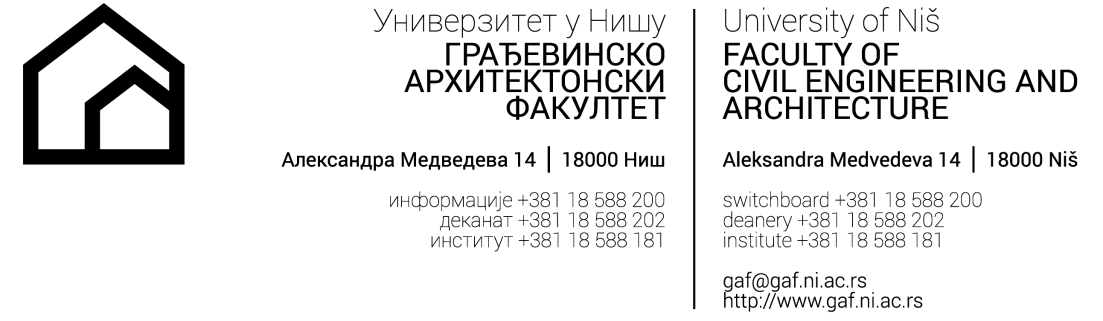 Универзитет у Нишу
ГРАЂЕВИНСКО
АРХИТЕКТОНСКИ
ФАКУЛТЕТ
Александра Медведева 14 | 18000 Ниш
информације +381 18 588 200
деканат +381 18 588 202
институт +381 18 588 181
University of Niš
FACULTY OF
CIVIL ENGINEERING AND
ARCHITECTURE
Aleksandra Medvedeva 14 | 18000 Niš
switchboard +381 18 588 200
deanery +381 18 588 202
institute +381 18 588 181
gaf@gaf.ni.ac.rs
http://www.gaf.ni.ac.rs